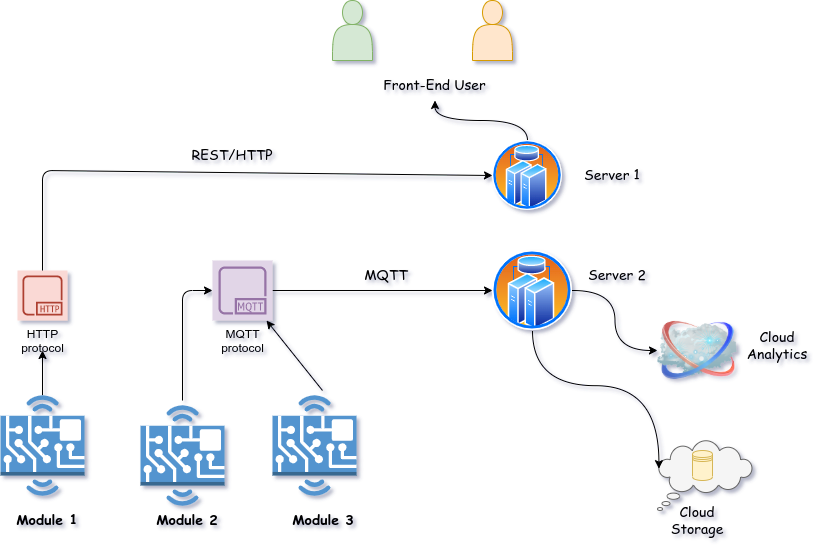 Front-End User
REST/HTTP
Server 1
MQTT
Server 2
HTTP
MQTT
HTTP
protocol
MQTT
protocol
Cloud
Analytics
Module 1
Module 2
Module 3
Cloud
Storage